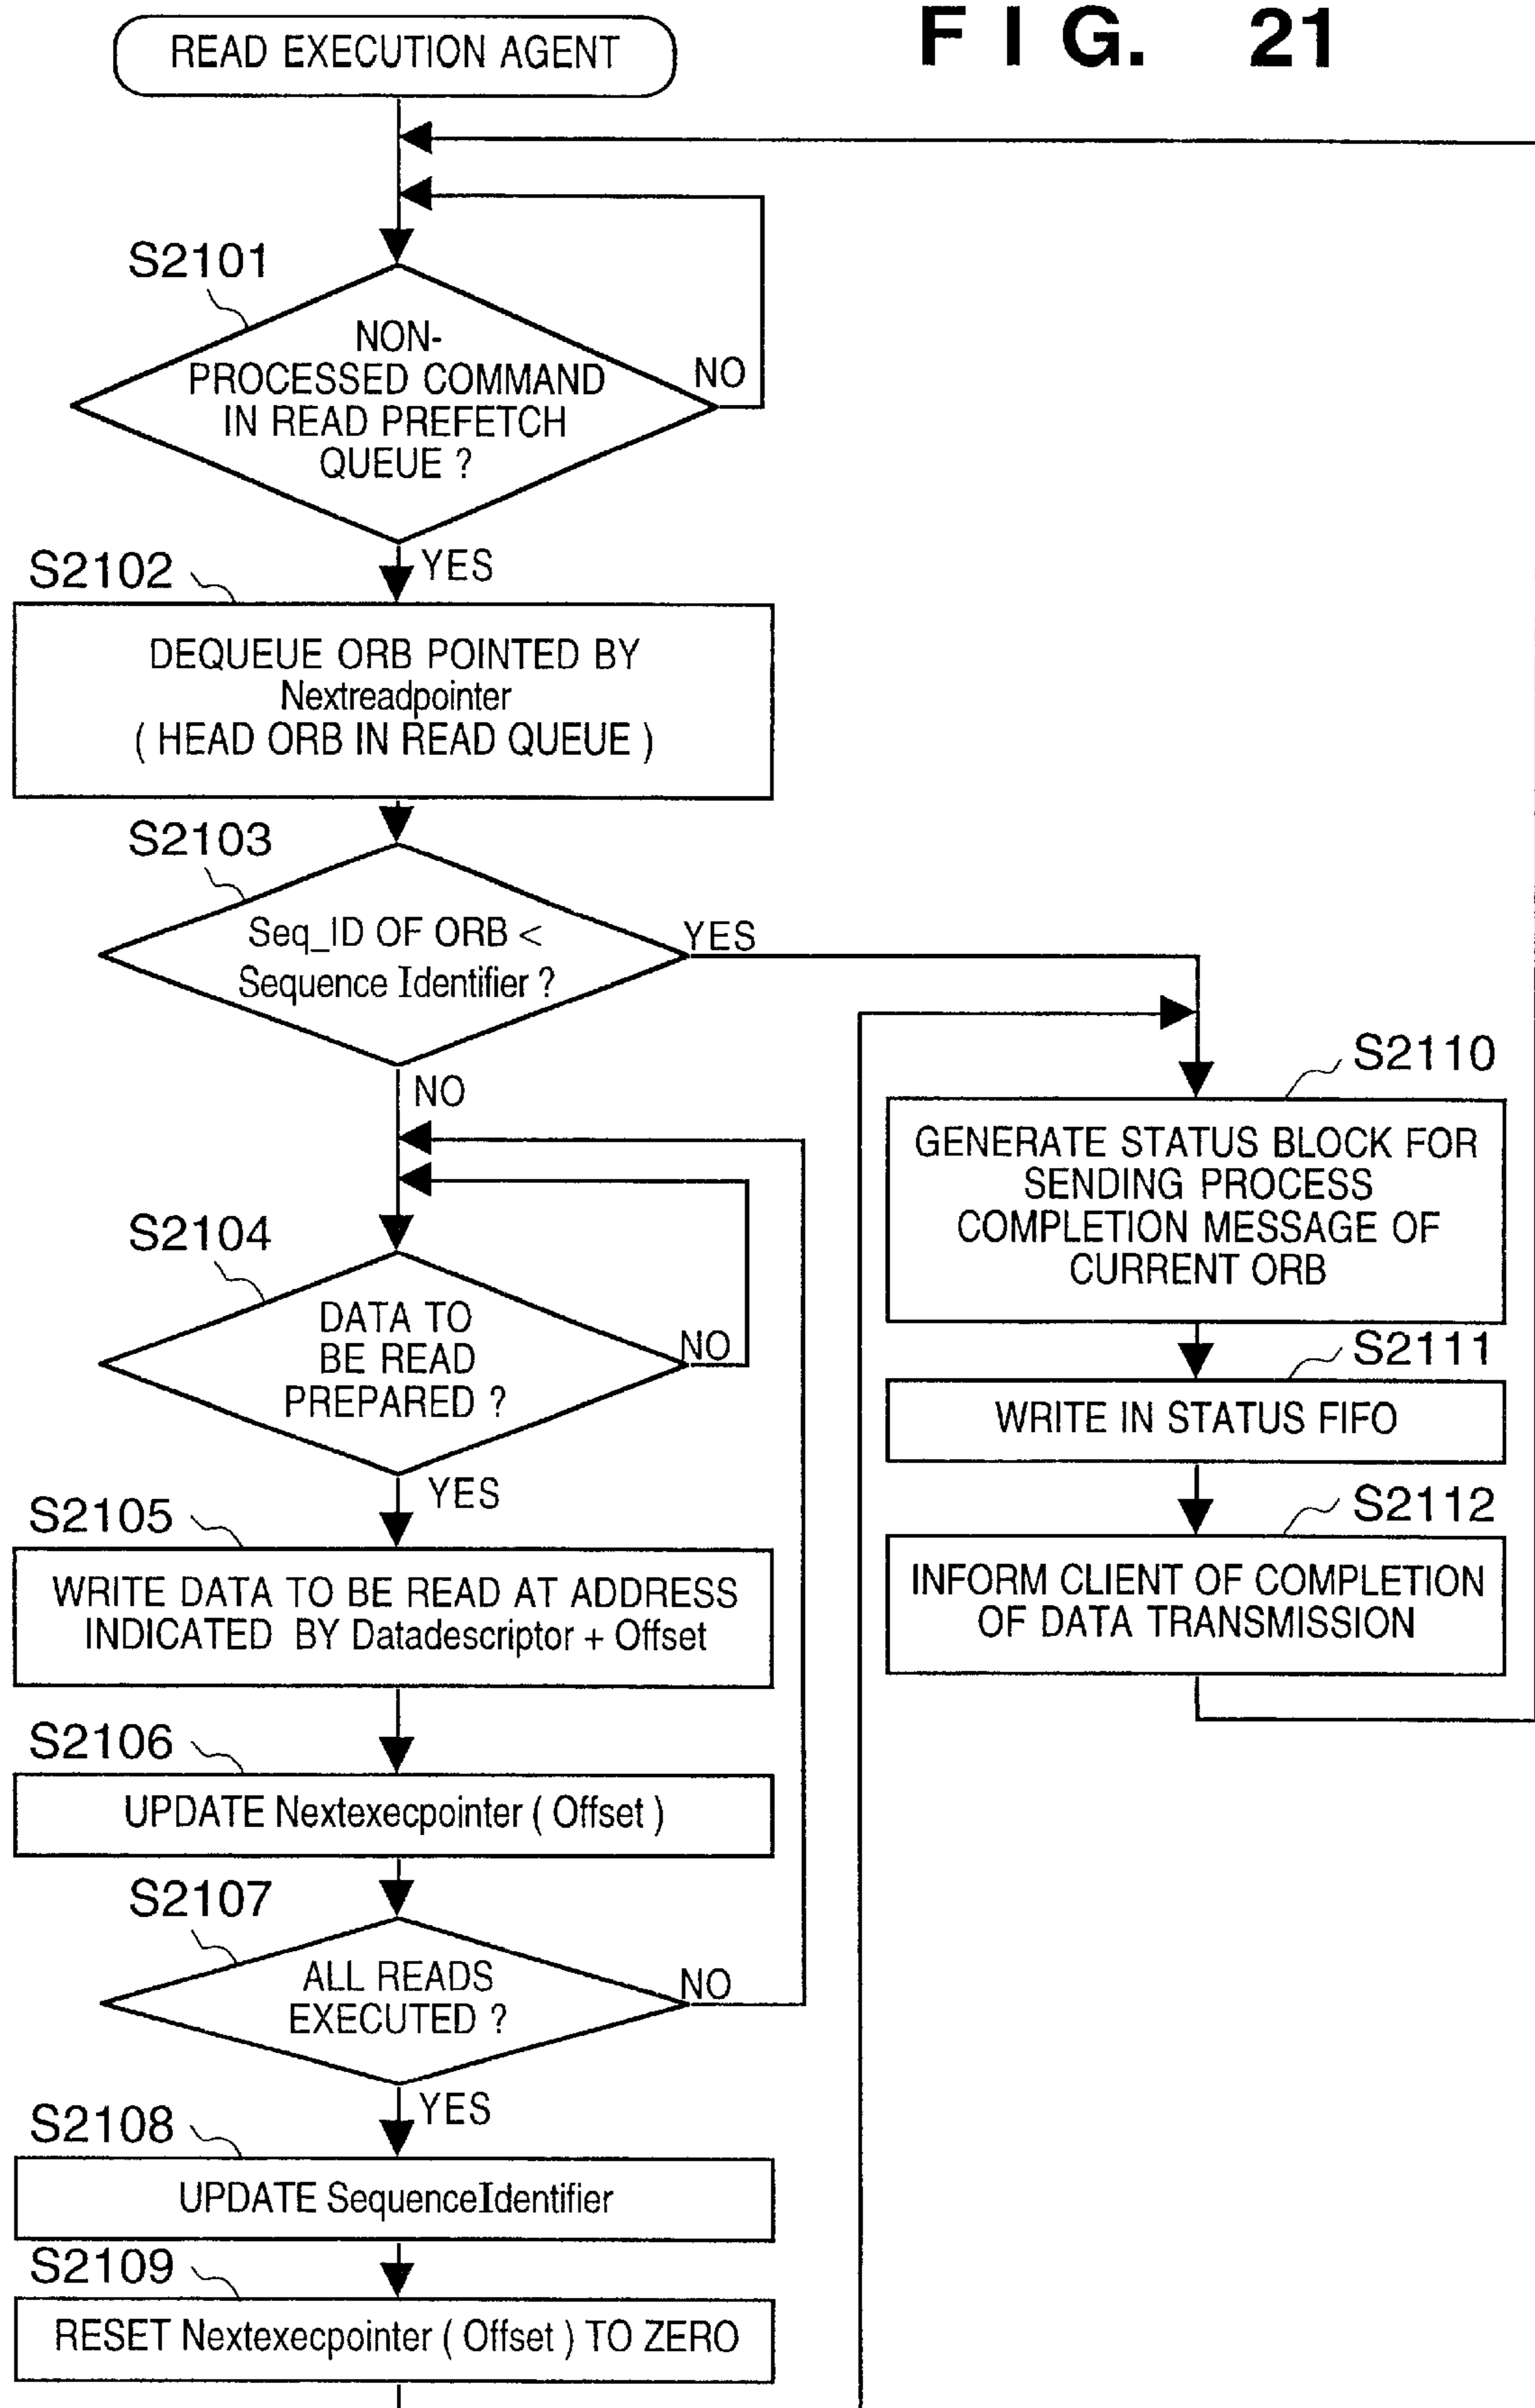 FIG. 21
READ EXECUTION AGENT
S2101
NON-
PROCESSED COMMAND
IN READ PREFETCH
QUEUE ?
NO
YES
S2102
DEQUEUE ORB POINTED BY
Nextreadpointer
( HEAD ORB IN READ QUEUE )
S2103
Seq_ID OF ORB <
Sequence Identifier ?
YES
NO
S2104
DATA TO
BE READ
PREPARED ?
NO
YES
S2105
WRITE DATA TO BE READ AT ADDRESS
INDICATED BY Datadescriptor + Offset
S2106
UPDATE Nextexecpointer ( Offset )
S2107
ALL READS
EXECUTED ?
NO
YES
S2108
UPDATE SequenceIdentifier
S2109
RESET Nextexecpointer ( Offset ) TO ZERO
S2110
GENERATE STATUS BLOCK FOR
SENDING PROCESS
COMPLETION MESSAGE OF
CURRENT ORB
S2111
WRITE IN STATUS FIFO
S2112
INFORM CLIENT OF COMPLETION
OF DATA TRANSMISSION